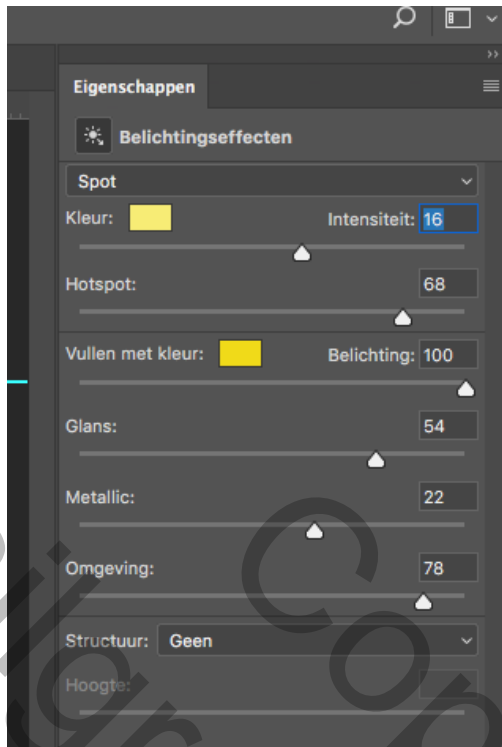 Eigenschappen
Belichtingseffecten
Spot
Kleur: Intensiteit: 16
Hotspot: 68
Vullen met kleur: Belichting: 100
Glans: 54
Metallic: 22
Omgeving: 78
Structuur: Geen
Hoogte: